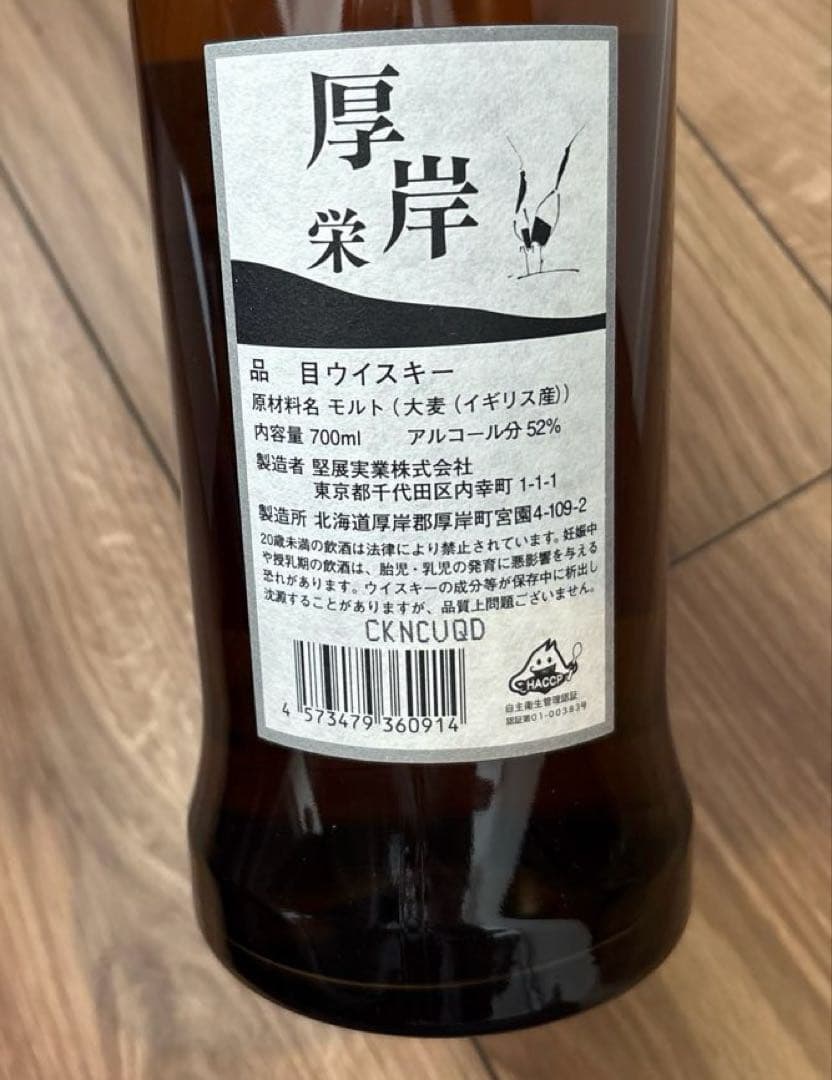 厚岸
栄
品 目ウイスキー
原材料名 モルト（大麦（イギリス産））
内容量 700ml アルコール分 52%
製造者 堅展実業株式会社
東京都千代田区内幸町 1-1-1
製造所 北海道厚岸郡厚岸町宮園4-109-2
20歳未満の飲酒は法律により禁止されています。妊娠中
や授乳期の飲酒は、胎児・乳児の発育に悪影響を与える
恐れがあります。ウイスキーの成分等が保存中に析出し
沈澱することがありますが、品質上問題ございません。
CKNCUQD
4 573479 360914
HACCP
自主衛生管理認証
認証第01-003839